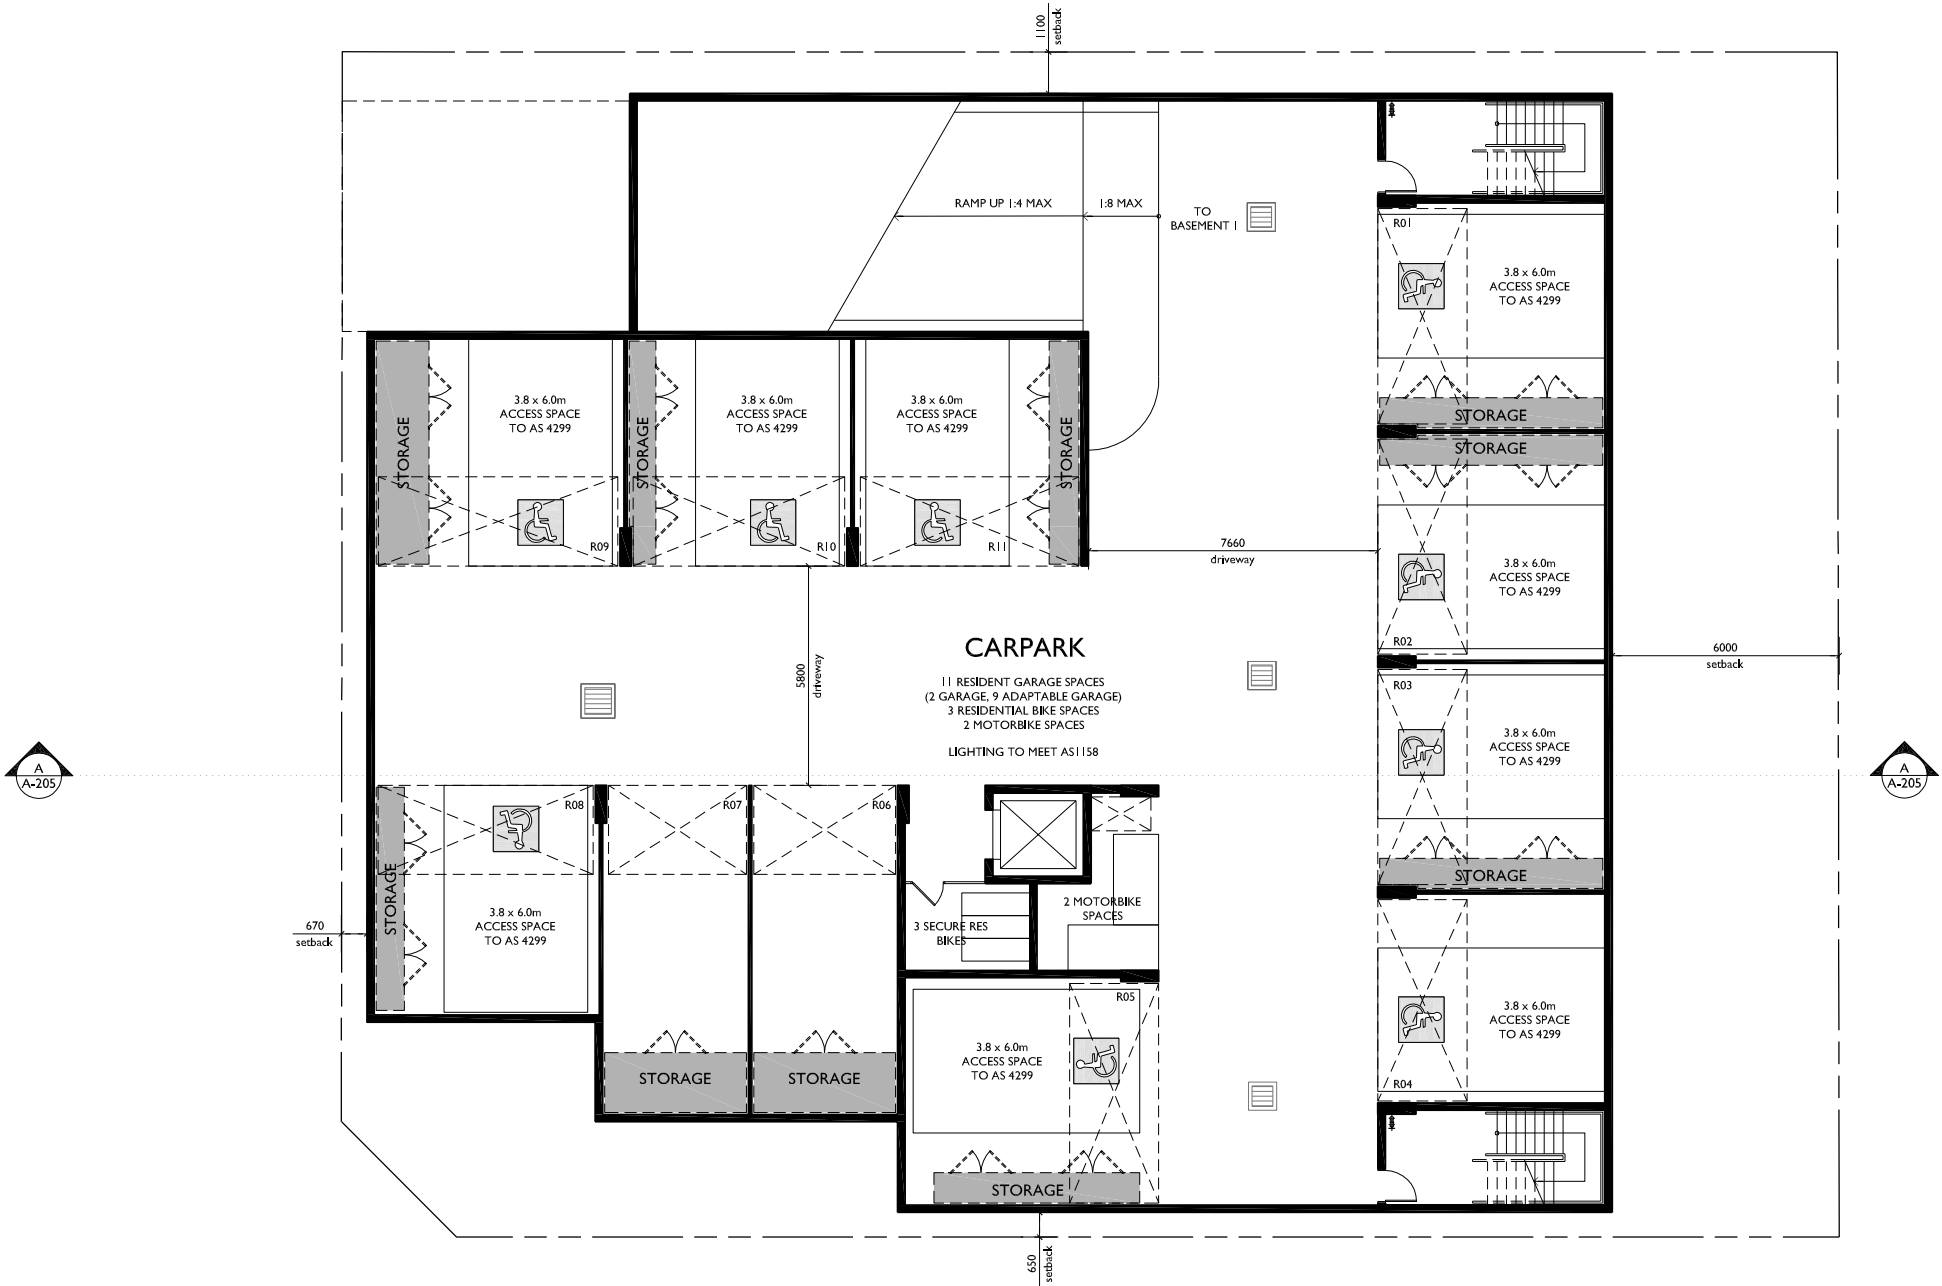 1100
setback
RAMP UP 1:4 MAX
1:8 MAX
TO
BASEMENT 1
R01
3.8 x 6.0m
ACCESS SPACE
TO AS 4299
STORAGE
STORAGE
3.8 x 6.0m
ACCESS SPACE
TO AS 4299
R02
3.8 x 6.0m
ACCESS SPACE
TO AS 4299
STORAGE
R09
3.8 x 6.0m
ACCESS SPACE
TO AS 4299
STORAGE
R10
3.8 x 6.0m
ACCESS SPACE
TO AS 4299
STORAGE
R11
7660
driveway
5800
driveway
CARPARK
11 RESIDENT GARAGE SPACES
(2 GARAGE, 9 ADAPTABLE GARAGE)
3 RESIDENTIAL BIKE SPACES
2 MOTORBIKE SPACES
LIGHTING TO MEET AS1158
6000
setback
R03
3.8 x 6.0m
ACCESS SPACE
TO AS 4299
STORAGE
A
A-205
A
A-205
R08
R07
R06
STORAGE
3.8 x 6.0m
ACCESS SPACE
TO AS 4299
670
setback
2 MOTORBIKE
SPACES
3 SECURE RES
BIKES
R05
3.8 x 6.0m
ACCESS SPACE
TO AS 4299
3.8 x 6.0m
ACCESS SPACE
TO AS 4299
R04
STORAGE
STORAGE
STORAGE
650
setback